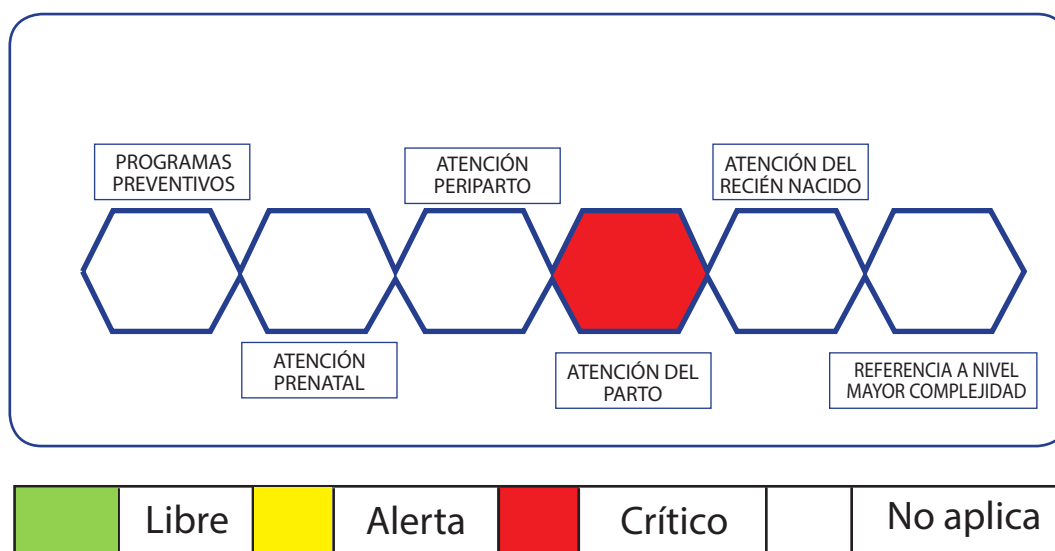 PROGRAMAS
PREVENTIVOS
ATENCIÓN
PRENATAL
ATENCIÓN
PERIPARTO
ATENCIÓN DEL
PARTO
ATENCIÓN DEL
RECIÉN NACIDO
REFERENCIA A NIVEL
MAYOR COMPLEJIDAD
Libre
Alerta
Crítico
No aplica